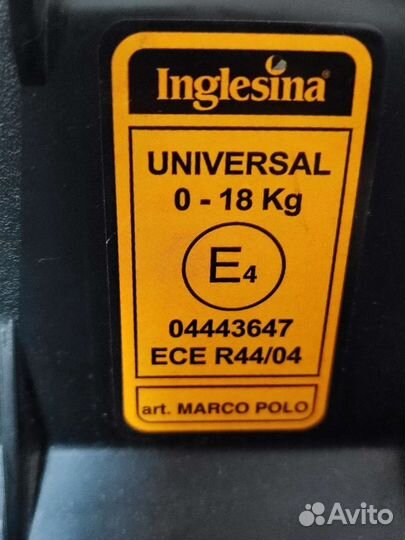 Inglesina®
UNIVERSAL
0 - 18 Kg
E4
04443647
ECE R44/04
art. MARCO POLO
Avito